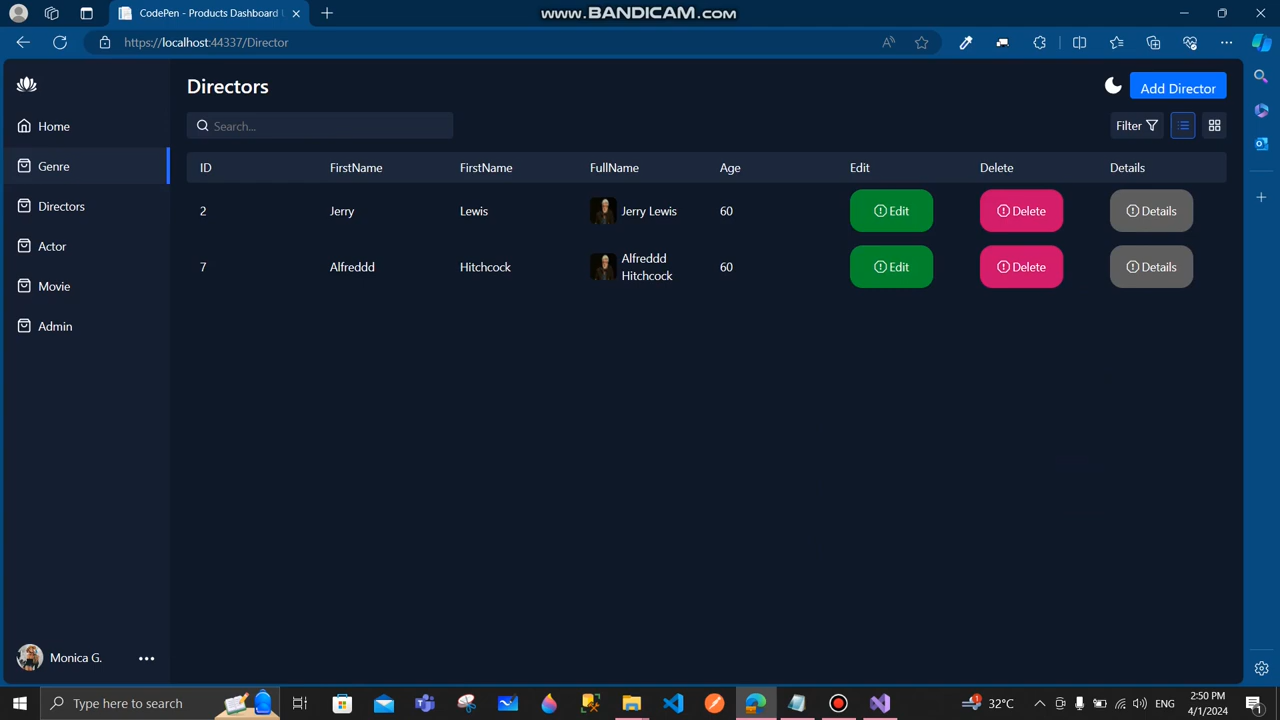 CodePen - Products Dashboard
www.BANDICAM.com
https://localhost:44337/Director
Directors
Add Director
Search...
Filter
Home
Genre
Directors
Actor
Movie
Admin
ID FirstName FirstName FullName Age Edit Delete Details
2 Jerry Lewis Jerry Lewis 60 Edit Delete Details
7 Alfreddd Hitchcock Alfreddd Hitchcock 60 Edit Delete Details
Monica G.
Type here to search
32°C
ENG
2:50 PM
4/1/2024